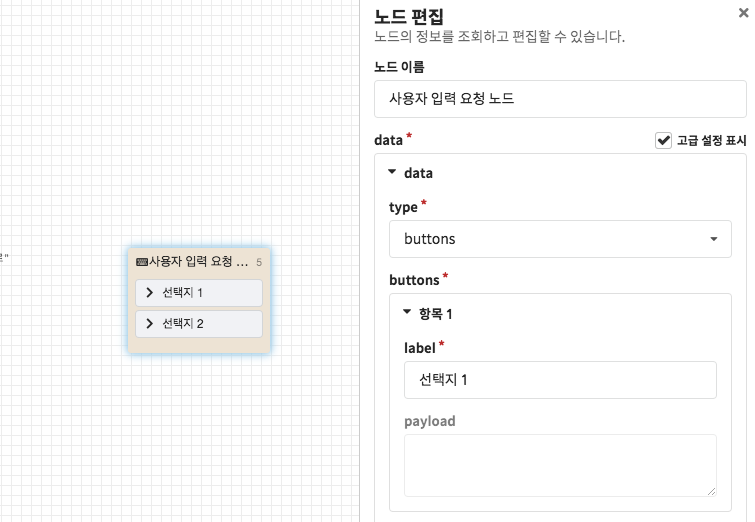 노드 편집
노드의 정보를 조회하고 편집할 수 있습니다.
노드 이름
사용자 입력 요청 노드
data *
고급 설정 표시
data
type *
buttons
buttons *
항목 1
label *
선택지 1
payload
사용자 입력 요청 ... 5
선택지 1
선택지 2